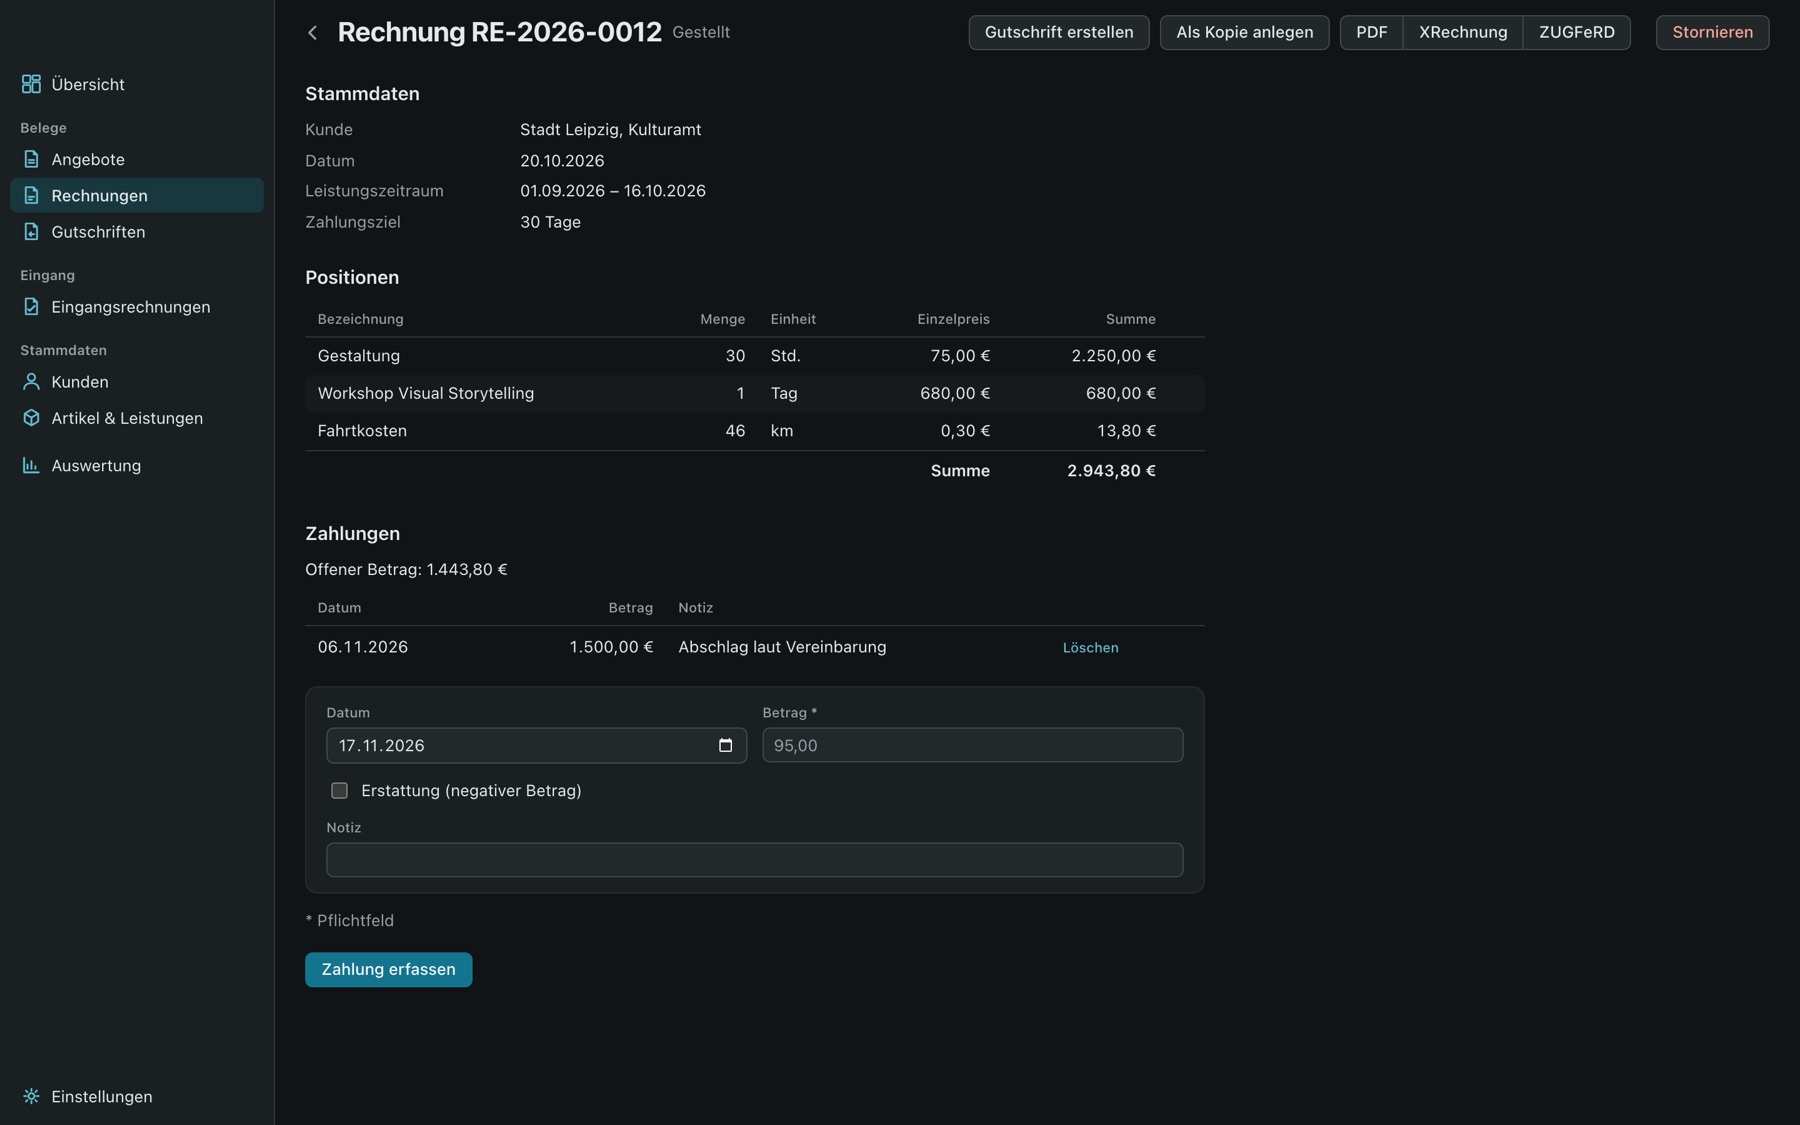 Rechnung RE-2026-0012 Gestellt
Gutschrift erstellen Als Kopie anlegen PDF XRechnung ZUGFeRD Stornieren
Übersicht
Belege
Angebote
Rechnungen
Gutschriften
Eingang
Eingangsrechnungen
Stammdaten
Kunden
Artikel & Leistungen
Auswertung
Einstellungen
Stammdaten
Kunde Stadt Leipzig, Kulturamt
Datum 20.10.2026
Leistungszeitraum 01.09.2026 – 16.10.2026
Zahlungsziel 30 Tage
Positionen
Bezeichnung Menge Einheit Einzelpreis Summe
Gestaltung 30 Std. 75,00 € 2.250,00 €
Workshop Visual Storytelling 1 Tag 680,00 € 680,00 €
Fahrtkosten 46 km 0,30 € 13,80 €
Summe 2.943,80 €
Zahlungen
Offener Betrag: 1.443,80 €
Datum Betrag Notiz
06.11.2026 1.500,00 € Abschlag laut Vereinbarung Löschen
Datum Betrag *
17.11.2026 95,00
Erstattung (negativer Betrag)
Notiz
* Pflichtfeld
Zahlung erfassen